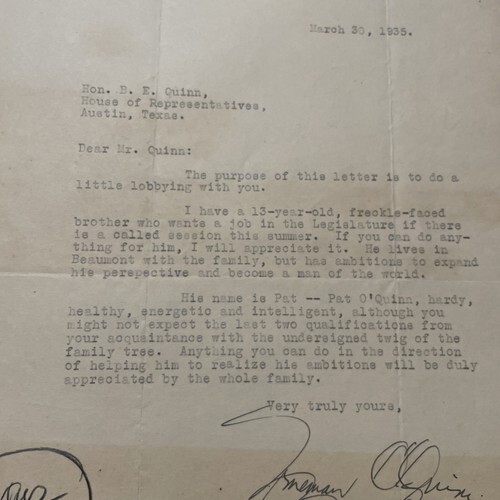 March 30, 1935.
Hon. B. E. Quinn,
House of Representatives,
Austin, Texas.
Dear Mr. Quinn:
The purpose of this letter is to do a
little lobbying with you.
I have a 13-year-old, freckle-faced
brother who wants a job in the Legislature if there
is a called session this summer. If you can do any-
thing for him, I will appreciate it. He lives in
Beaumont with the family, but has ambitions to expand
his perspective and become a man of the world.
His name is Pat -- Pat O'Quinn, hardy,
healthy, energetic and intelligent, although you
might not expect the last two qualifications from
your acquaintance with the undersigned twig of the
family tree. Anything you can do in the direction
of helping him to realize his ambitions will be duly
appreciated by the whole family.
Very truly yours,
O'Quinn